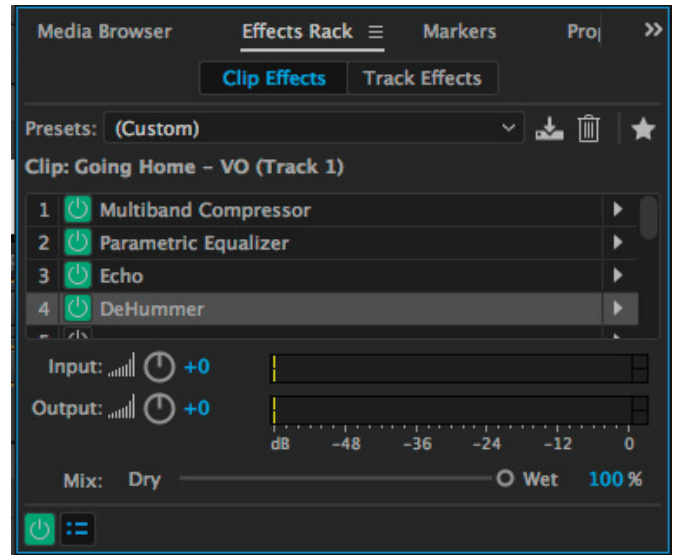 Media Browser Effects Rack Markers
Clip Effects Track Effects
Presets: (Custom)
Clip: Going Home – VO (Track 1)
1 Multiband Compressor
2 Parametric Equalizer
3 Echo
4 DeHummer
Input: +0
Output: +0
dB -48 -36 -24 -12 0
Mix: Dry Wet 100 %